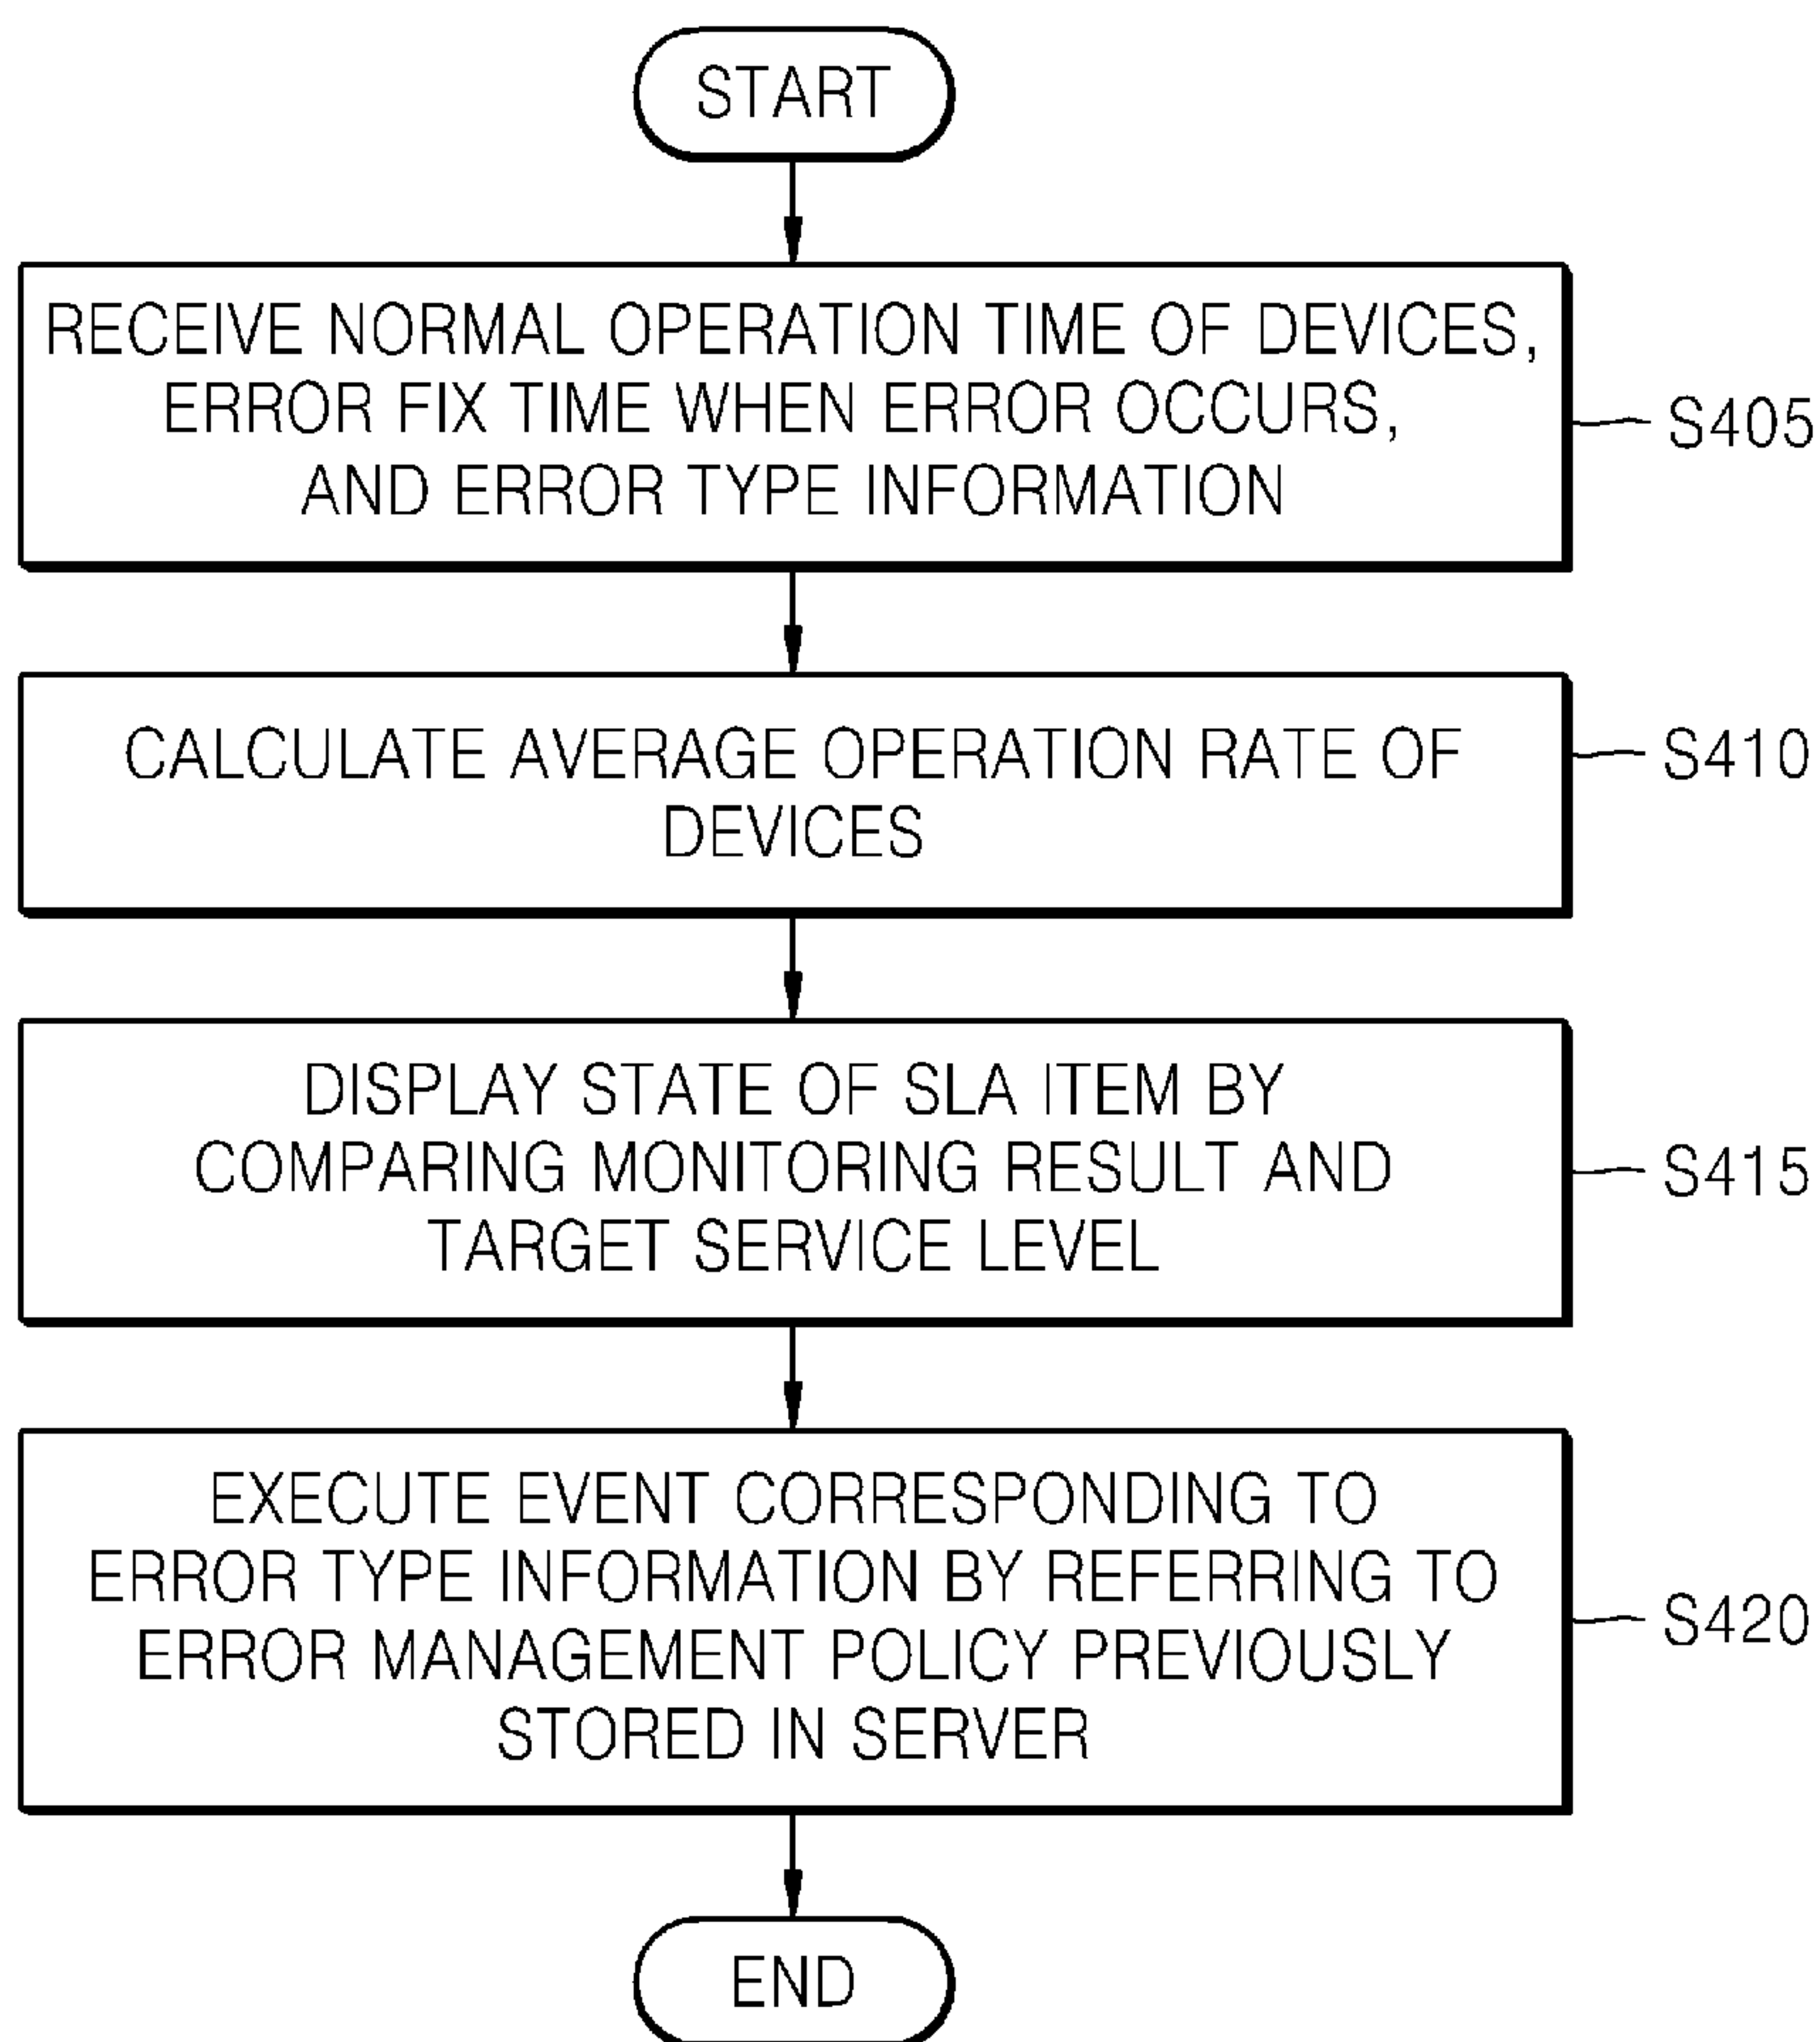 START
RECEIVE NORMAL OPERATION TIME OF DEVICES,
ERROR FIX TIME WHEN ERROR OCCURS,
AND ERROR TYPE INFORMATION
S405
CALCULATE AVERAGE OPERATION RATE OF
DEVICES
S410
DISPLAY STATE OF SLA ITEM BY
COMPARING MONITORING RESULT AND
TARGET SERVICE LEVEL
S415
EXECUTE EVENT CORRESPONDING TO
ERROR TYPE INFORMATION BY REFERRING TO
ERROR MANAGEMENT POLICY PREVIOUSLY
STORED IN SERVER
S420
END